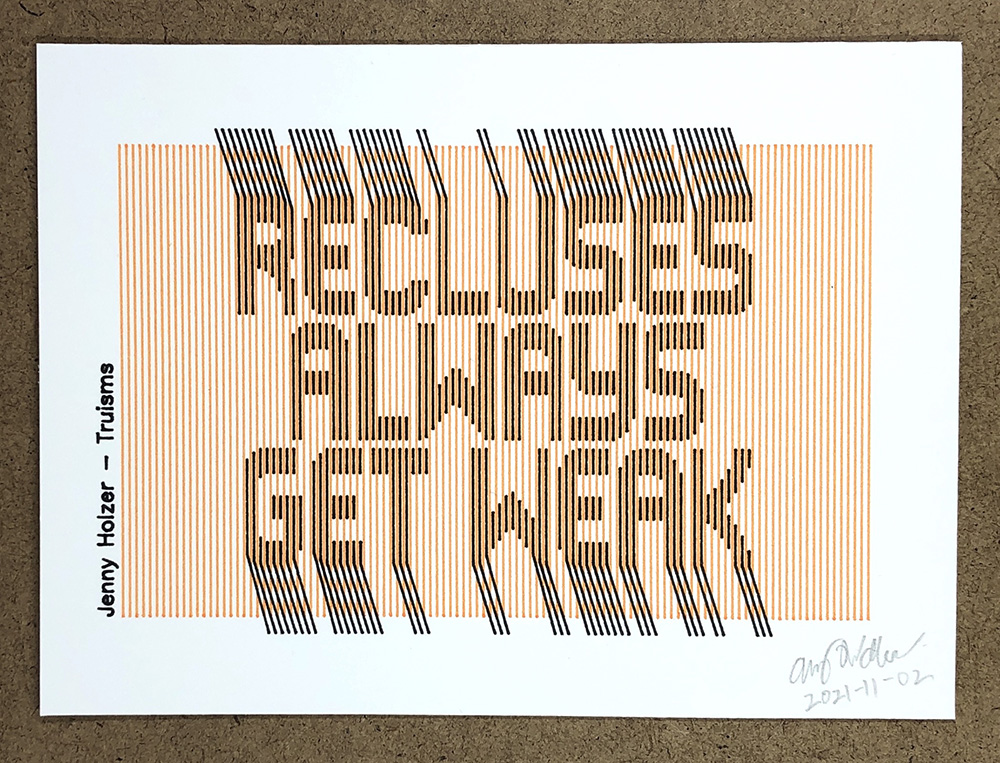 RECLUSES
ALWAYS
GET WEAK
Jenny Holzer – Truisms
2021-11-02